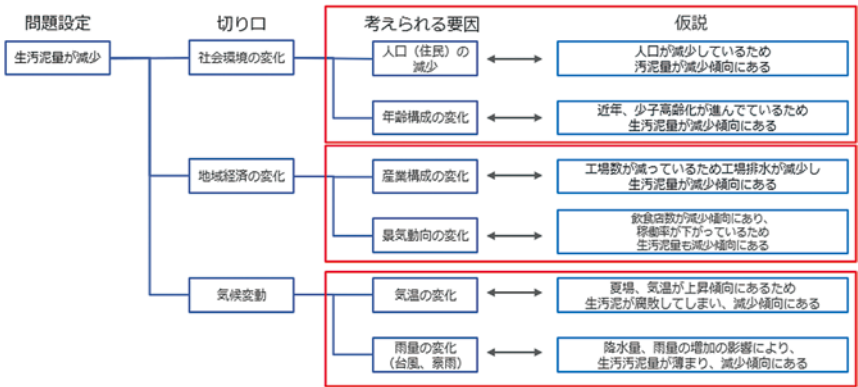 問題設定
切り口
考えられる要因
仮説
生汚泥量が減少
社会環境の変化
人口（住民）の
減少
人口が減少しているため
汚泥量が減少傾向にある
年齢構成の変化
近年、少子高齢化が進んでているため
生汚泥量が減少傾向にある
地域経済の変化
産業構成の変化
工場数が減っているため工場排水が減少し
生汚泥量が減少傾向にある
景気動向の変化
飲食店数が減少傾向にあり、
稼働率が下がっているため
生汚泥量も減少傾向にある
気候変動
気温の変化
夏場、気温が上昇傾向にあるため
生汚泥が腐敗してしまい、減少傾向にある
雨量の変化
（台風、豪雨）
降水量、雨量の増加の影響により、
生汚汚泥量が薄まり、減少傾向にある